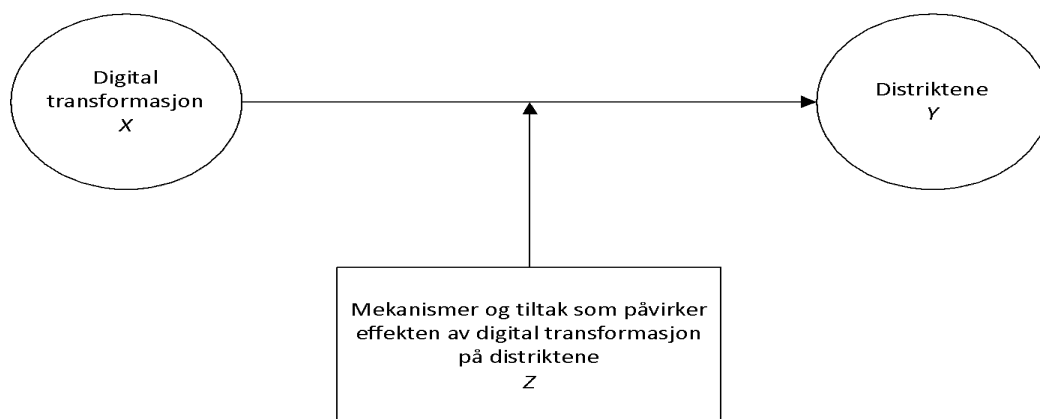 Digital
transformasjon
X
Distriktene
Y
Mekanismer og tiltak som påvirker
effekten av digital transformasjon
på distriktene
Z